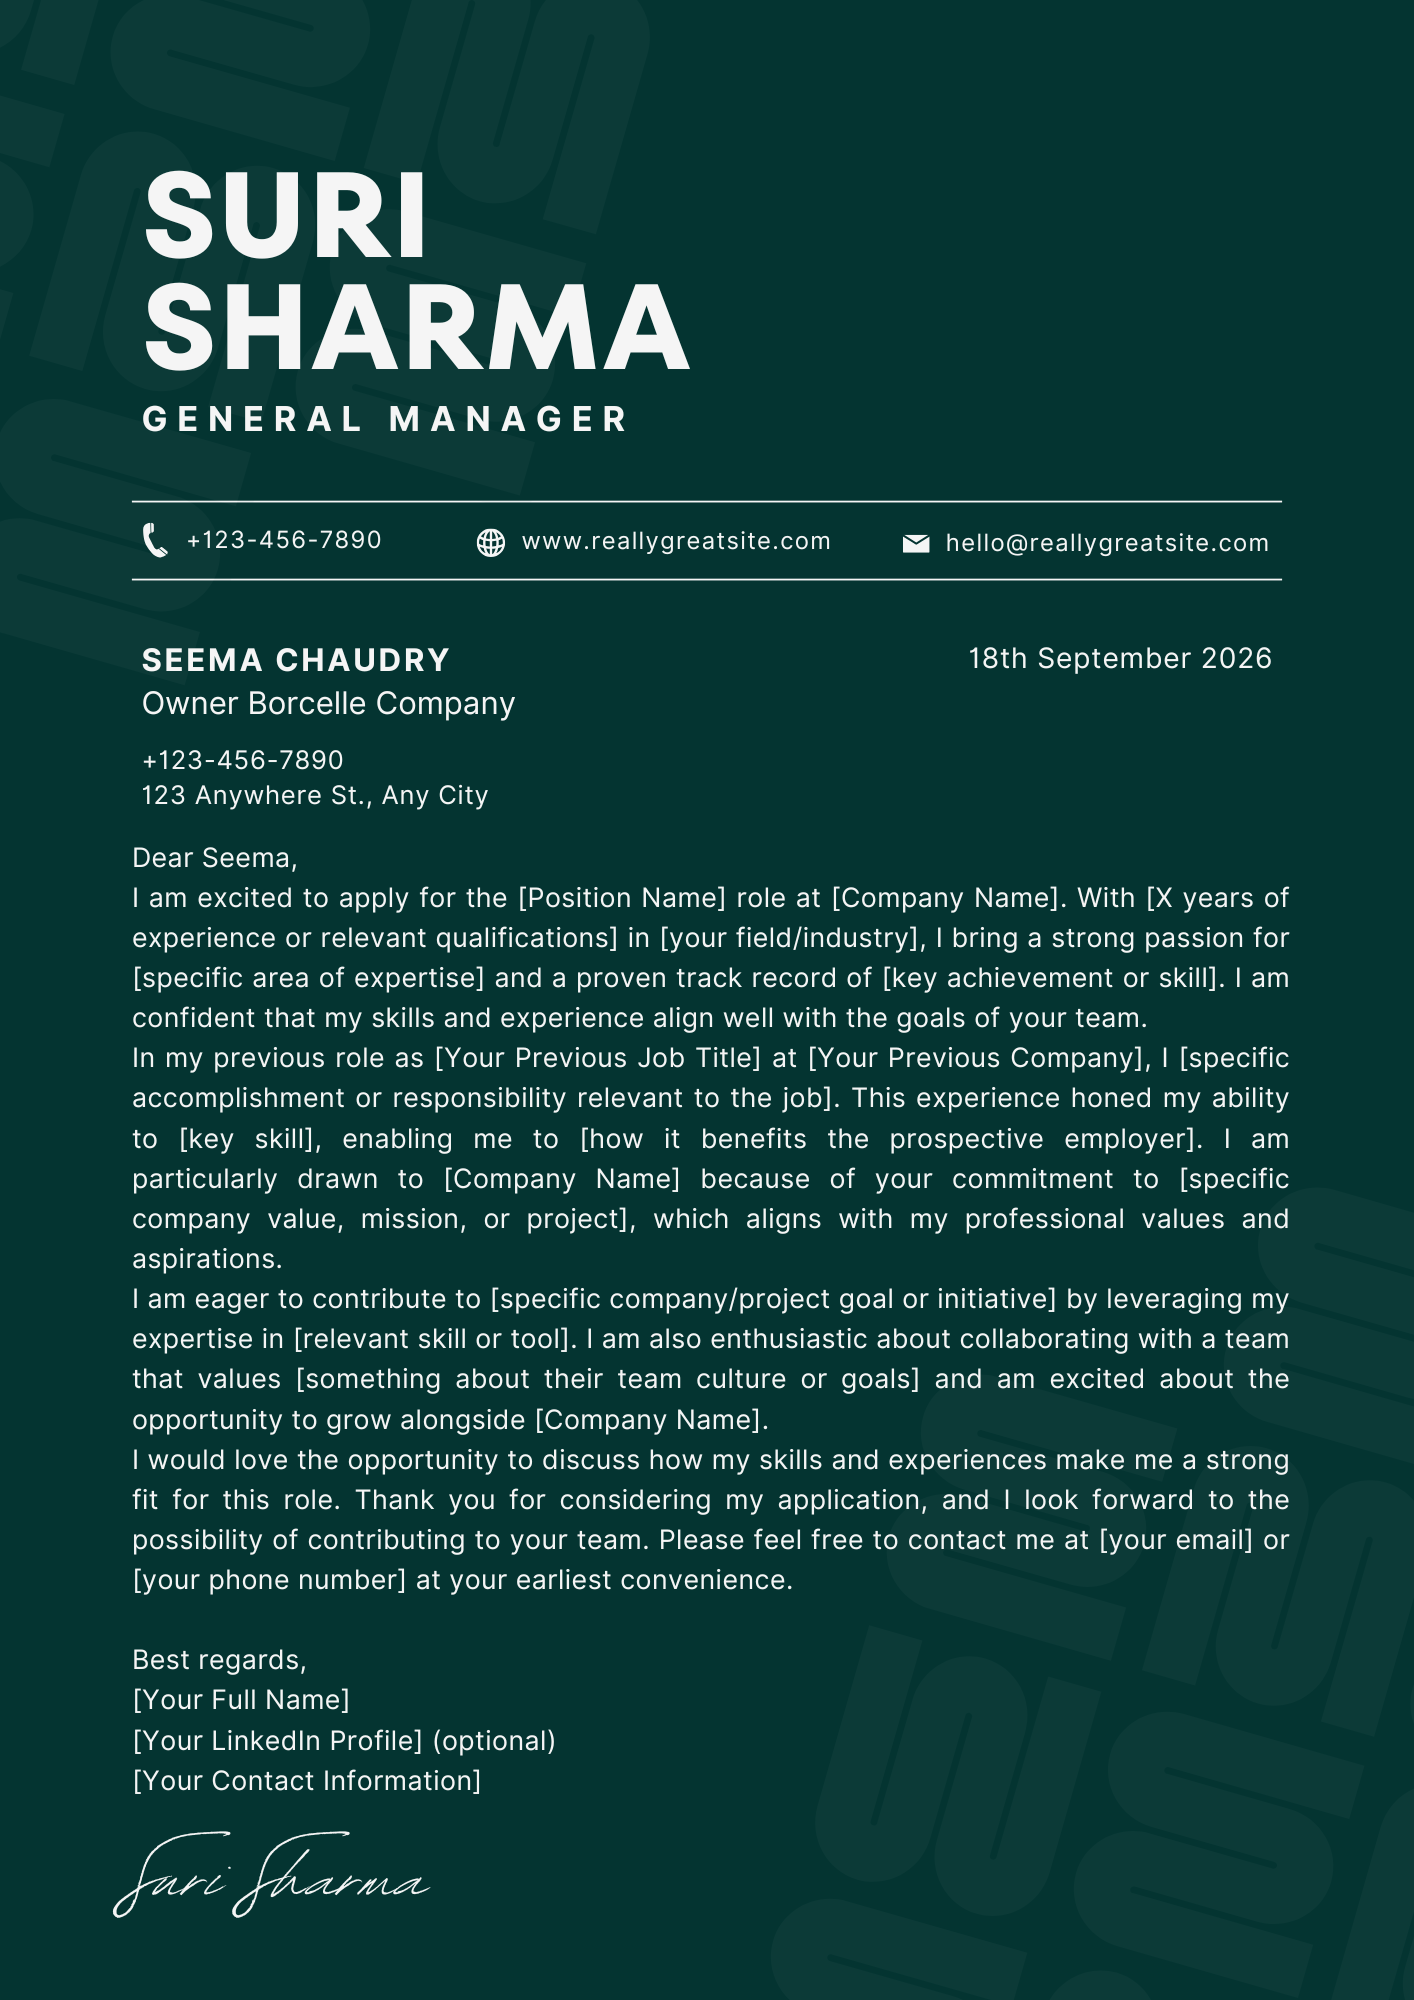 SURI
SHARMA
GENERAL MANAGER
+123-456-7890
www.reallygreatsite.com
hello@reallygreatsite.com
SEEMA CHAUDRY
18th September 2026
Owner Borcelle Company
+123-456-7890
123 Anywhere St., Any City
Dear Seema,
I am excited to apply for the [Position Name] role at [Company Name]. With [X years of
experience or relevant qualifications] in [your field/industry], I bring a strong passion for
[specific area of expertise] and a proven track record of [key achievement or skill]. I am
confident that my skills and experience align well with the goals of your team.
In my previous role as [Your Previous Job Title] at [Your Previous Company], I [specific
accomplishment or responsibility relevant to the job]. This experience honed my ability
to [key skill], enabling me to [how it benefits the prospective employer]. I am
particularly drawn to [Company Name] because of your commitment to [specific
company value, mission, or project], which aligns with my professional values and
aspirations.
I am eager to contribute to [specific company/project goal or initiative] by leveraging my
expertise in [relevant skill or tool]. I am also enthusiastic about collaborating with a team
that values [something about their team culture or goals] and am excited about the
opportunity to grow alongside [Company Name].
I would love the opportunity to discuss how my skills and experiences make me a strong
fit for this role. Thank you for considering my application, and I look forward to the
possibility of contributing to your team. Please feel free to contact me at [your email] or
[your phone number] at your earliest convenience.
Best regards,
[Your Full Name]
[Your LinkedIn Profile] (optional)
[Your Contact Information]
Suri Sharma